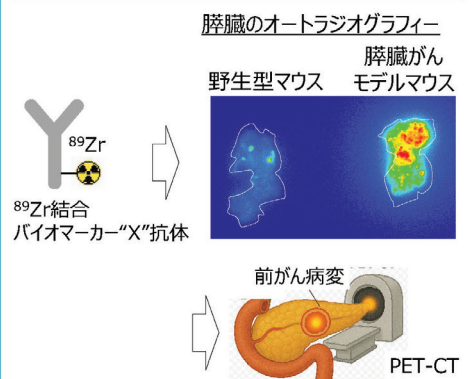 膵臓のオートラジオグラフィー
野生型マウス
膵臓がん
モデルマウス
89Zr
89Zr結合
バイオマーカー“X”抗体
前がん病変
PET-CT